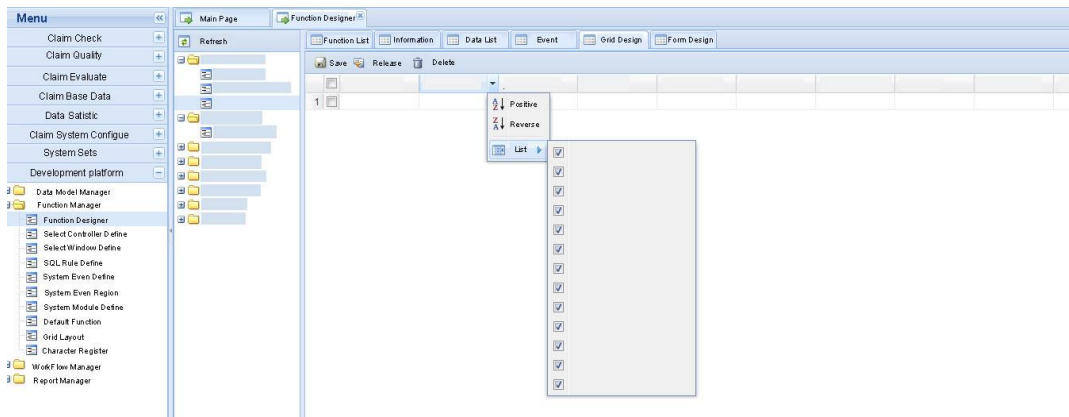 Menu
Claim Check
Claim Quality
Claim Evaluate
Claim Base Data
Data Satistic
Claim System Configue
System Sets
Development platform
Data Model Manager
Function Manager
Function Designer
Select Controller Define
Select Window Define
SQL Rule Define
System Even Define
System Even Region
System Module Define
Default Function
Grid Layout
Character Register
WorkFlow Manager
Report Manager
Main Page
Function Designer
Refresh
Function List
Information
Data List
Event
Grid Design
Form Design
Save
Release
Delete
1
Positive
Reverse
List